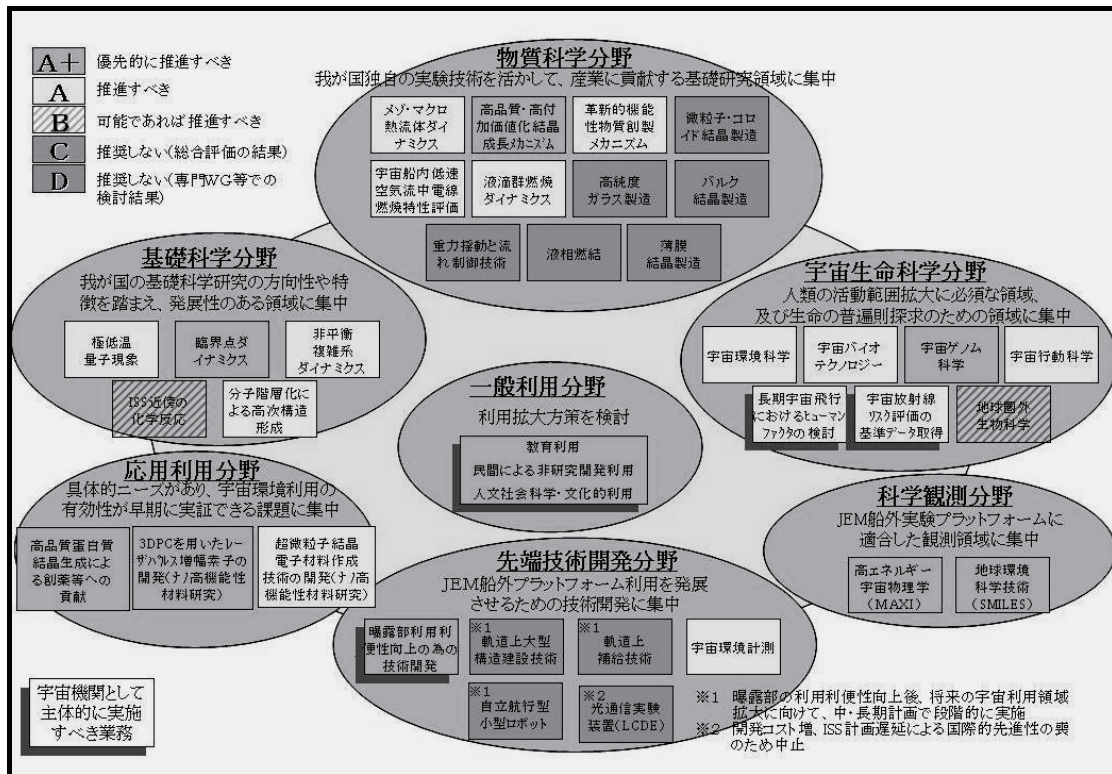 A+ 優先的に推進すべき
A 推進すべき
B 可能であれば推進すべき
C 推奨しない(総合評価の結果)
D 推奨しない(専門WG等での
検討結果)
物質科学分野
我が国独自の実験技術を活かして、産業に貢献する基礎研究領域に集中
メゾ・マクロ
熱流体ダイ
ナミクス
高品質・高付
加価値化結晶
成長メカニズム
革新的機能
性物質創製
メカニズム
微粒子・コロ
イド結晶製造
宇宙船内低速
空気流中電線
燃焼特性評価
液滴群燃焼
ダイナミクス
高純度
ガラス製造
バルク
結晶製造
重力揺動と流
れ制御技術
液相燃結
薄膜
結晶製造
基礎科学分野
我が国の基礎科学研究の方向性や特
徴を踏まえ、発展性のある領域に集中
極低温
量子現象
臨界点ダ
イナミクス
非平衡
複雑系
ダイナミクス
ISS近傍の
化学反応
分子階層化に
よる高次構造
形成
宇宙生命科学分野
人類の活動範囲拡大に必須な領域、
及び生命の普遍則探求のための領域に集中
宇宙環境科学
宇宙バイオ
テクノロジー
宇宙ゲノム
科学
宇宙行動科学
長期宇宙飛行
におけるヒューマン
ファクタの検討
宇宙放射線
リスク評価の
基準データ取得
地球圏外
生物科学
一般利用分野
利用拡大方策を検討
教育利用
民間による非研究開発利用
人文社会科学・文化的利用
応用利用分野
具体的ニーズがあり、宇宙環境利用の
有効性が早期に実証できる課題に集中
高品質蛋白質
結晶生成によ
る創薬等への
貢献
3DPCを用いたレー
ザパルス増幅素子の
開発(ナノ高機能性
材料研究)
超微粒子結晶
電子材料作成
技術の開発(ナノ高
機能性材料研究)
科学観測分野
JEM船外実験プラットフォームに
適合した観測領域に集中
高エネルギー
宇宙物理学
(MAXI)
地球環境
科学技術
(SMILES)
先端技術開発分野
JEM船外プラットフォーム利用を発展
させるための技術開発に集中
曝露部利用利
便性向上の為の
技術開発
※1
軌道上大型
構造建設技術
※1
軌道上
補給技術
宇宙環境計測
※1
自立航行型
小型ロボット
※2
光通信実験
装置(LCDE)
宇宙機関として
主体的に実施
すべき業務
※1 曝露部の利用利便性向上後、将来の宇宙利用領域
拡大に向けて、中・長期計画で段階的に実施
※2 開発コスト増、ISS計画遅延による国際的先進性の喪
のため中止